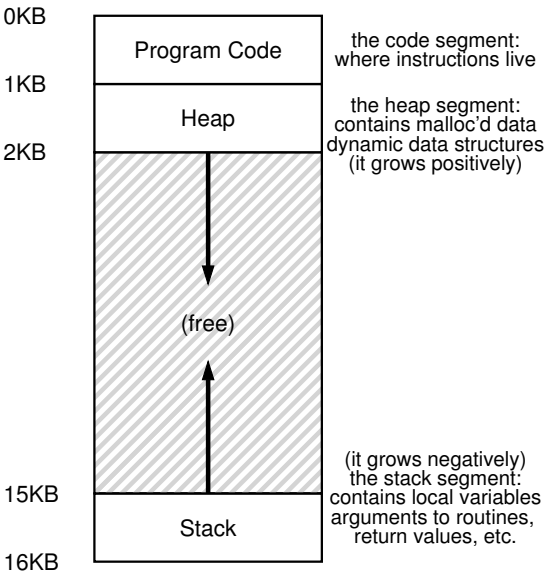 0KB
Program Code
the code segment:
where instructions live
1KB
Heap
the heap segment:
contains malloc'd data
dynamic data structures
(it grows positively)
2KB
(free)
(it grows negatively)
the stack segment:
contains local variables
arguments to routines,
return values, etc.
15KB
Stack
16KB